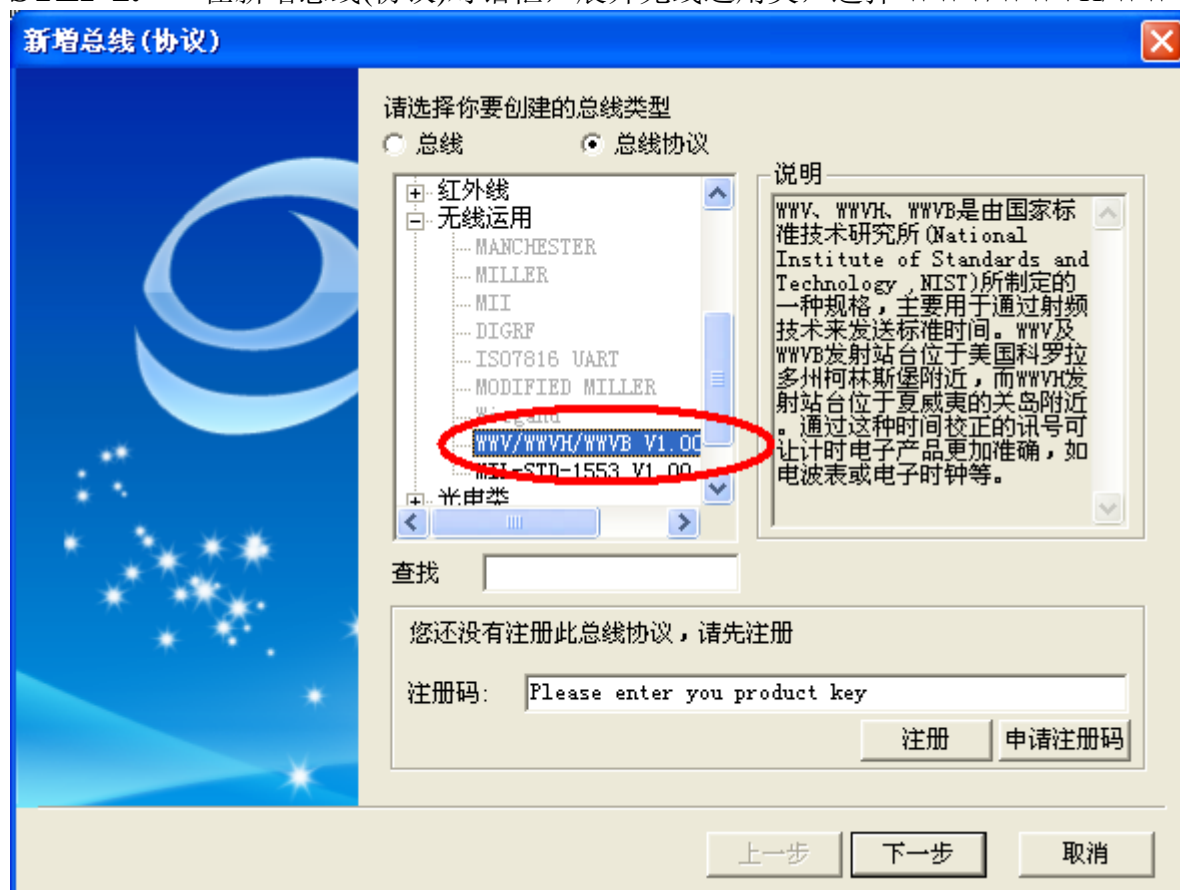 新增总线(协议)
请选择你要创建的总线类型
总线
总线协议
红外线
无线运用
MANCHESTER
MILLER
MII
DIGRF
ISO7816 UART
MODIFIED MILLER
Wiegand
WWV/WWVH/WWVB V1.00
MIL-STD-1553 V1.00
光电类
说明
WWV、WWVH、WWVB是由国家标
准技术研究所(National
Institute of Standards and
Technology ,NIST)所制定的
一种规格，主要用于通过射频
技术来发送标准时间。WWV及
WWVB发射站台位于美国科罗拉
多州柯林斯堡附近，而WWVH发
射站台位于夏威夷的关岛附近
。通过这种时间校正的讯号可
让计时电子产品更加准确，如
电波表或电子时钟等。
查找
您还没有注册此总线协议，请先注册
注册码: Please enter you product key
注册
申请注册码
上一步
下一步
取消